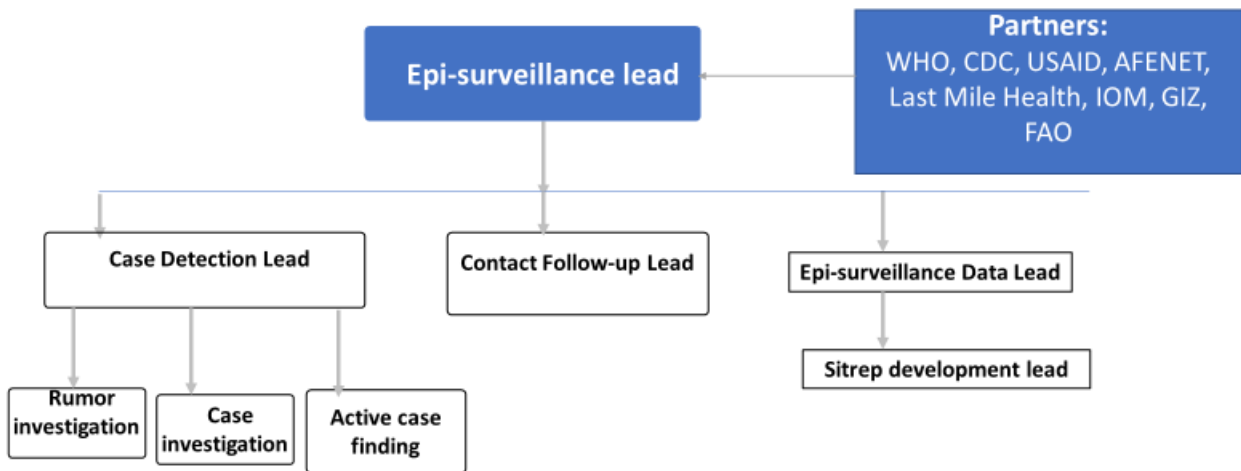 Epi-surveillance lead
Partners:
WHO, CDC, USAID, AFENET,
Last Mile Health, IOM, GIZ,
FAO
Case Detection Lead
Contact Follow-up Lead
Epi-surveillance Data Lead
Sitrep development lead
Rumor
investigation
Case
investigation
Active case
finding